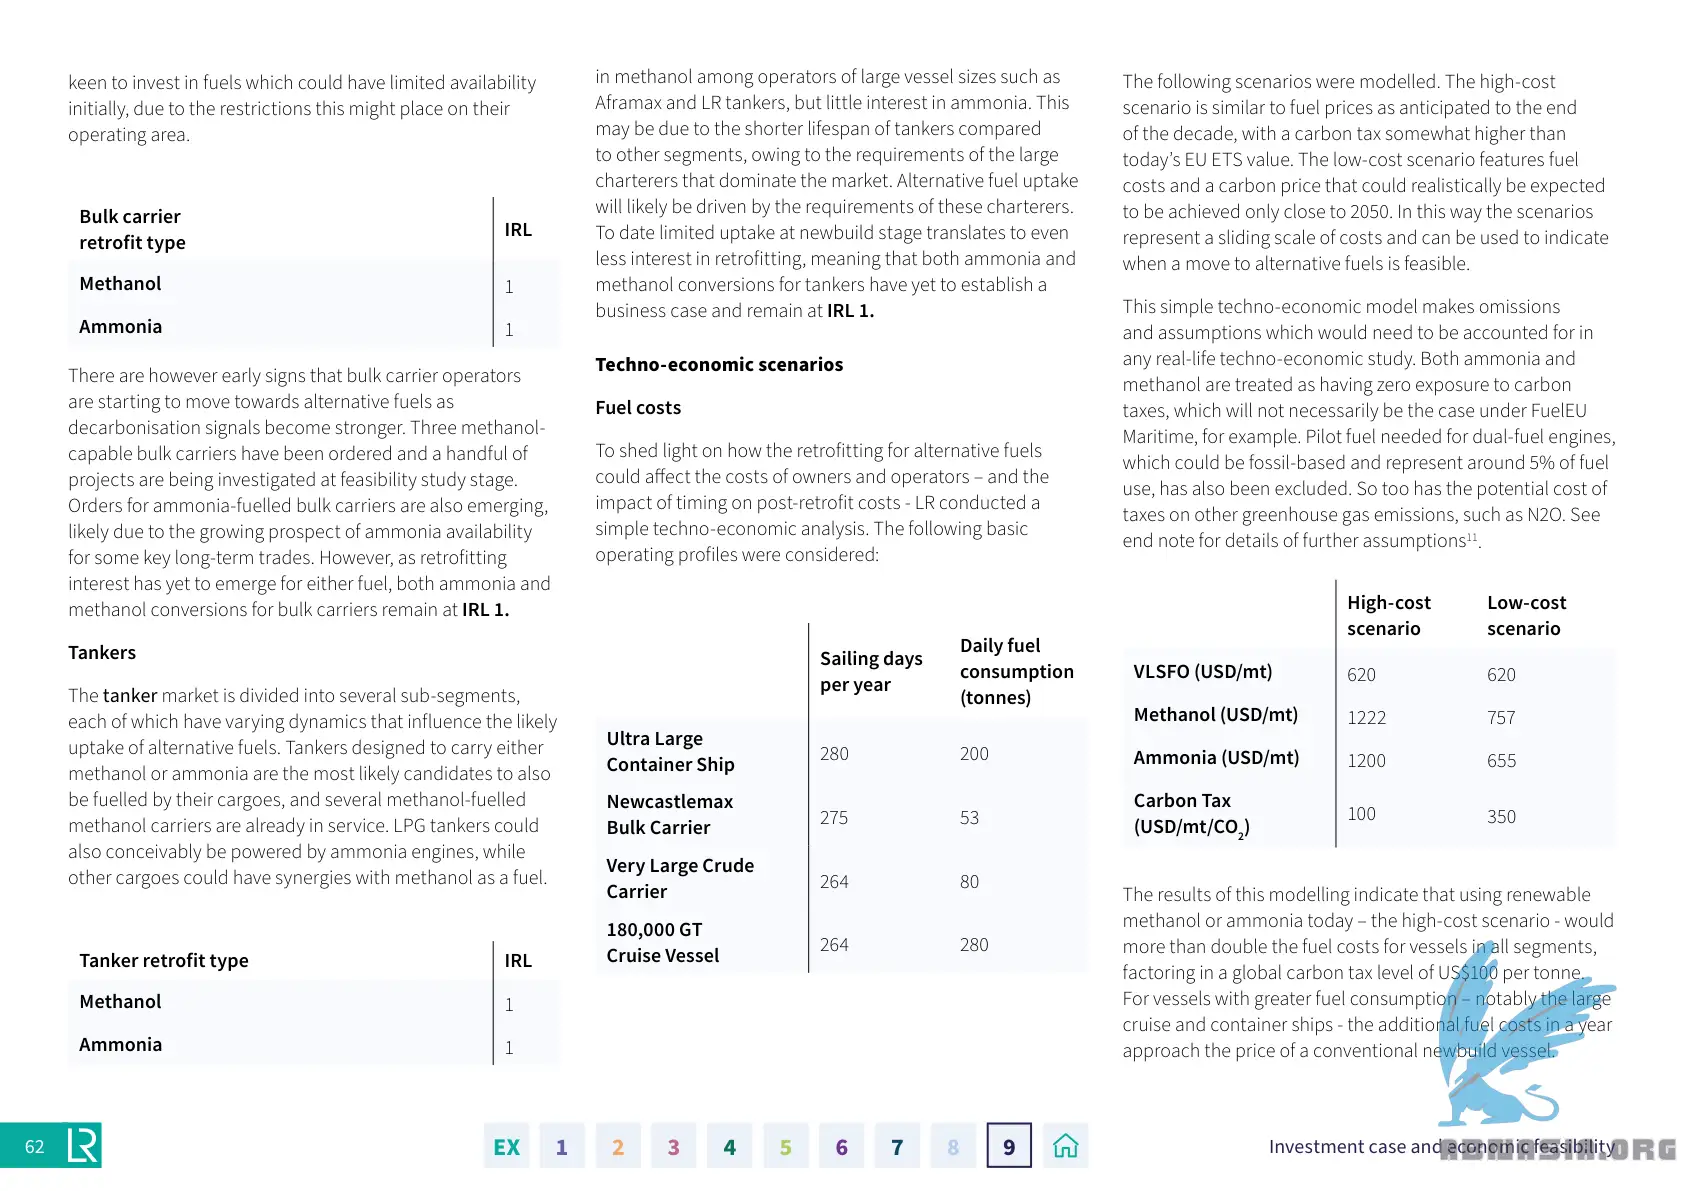 keen to invest in fuels which could have limited availability
initially, due to the restrictions this might place on their
operating area.
Bulk carrier
retrofit type
IRL
Methanol 1
Ammonia 1
There are however early signs that bulk carrier operators
are starting to move towards alternative fuels as
decarbonisation signals become stronger. Three methanol-
capable bulk carriers have been ordered and a handful of
projects are being investigated at feasibility study stage.
Orders for ammonia-fuelled bulk carriers are also emerging,
likely due to the growing prospect of ammonia availability
for some key long-term trades. However, as retrofitting
interest has yet to emerge for either fuel, both ammonia and
methanol conversions for bulk carriers remain at IRL 1.
Tankers
The tanker market is divided into several sub-segments,
each of which have varying dynamics that influence the likely
uptake of alternative fuels. Tankers designed to carry either
methanol or ammonia are the most likely candidates to also
be fuelled by their cargoes, and several methanol-fuelled
methanol carriers are already in service. LPG tankers could
also conceivably be powered by ammonia engines, while
other cargoes could have synergies with methanol as a fuel.
Tanker retrofit type IRL
Methanol 1
Ammonia 1
in methanol among operators of large vessel sizes such as
Aframax and LR tankers, but little interest in ammonia. This
may be due to the shorter lifespan of tankers compared
to other segments, owing to the requirements of the large
charterers that dominate the market. Alternative fuel uptake
will likely be driven by the requirements of these charterers.
To date limited uptake at newbuild stage translates to even
less interest in retrofitting, meaning that both ammonia and
methanol conversions for tankers have yet to establish a
business case and remain at IRL 1.
Techno-economic scenarios
Fuel costs
To shed light on how the retrofitting for alternative fuels
could affect the costs of owners and operators – and the
impact of timing on post-retrofit costs - LR conducted a
simple techno-economic analysis. The following basic
operating profiles were considered:
Sailing days
per year
Daily fuel
consumption
(tonnes)
Ultra Large
Container Ship
280 200
Newcastlemax
Bulk Carrier
275 53
Very Large Crude
Carrier
264 80
180,000 GT
Cruise Vessel
264 280
The following scenarios were modelled. The high-cost
scenario is similar to fuel prices as anticipated to the end
of the decade, with a carbon tax somewhat higher than
today’s EU ETS value. The low-cost scenario features fuel
costs and a carbon price that could realistically be expected
to be achieved only close to 2050. In this way the scenarios
represent a sliding scale of costs and can be used to indicate
when a move to alternative fuels is feasible.
This simple techno-economic model makes omissions
and assumptions which would need to be accounted for in
any real-life techno-economic study. Both ammonia and
methanol are treated as having zero exposure to carbon
taxes, which will not necessarily be the case under FuelEU
Maritime, for example. Pilot fuel needed for dual-fuel engines,
which could be fossil-based and represent around 5% of fuel
use, has also been excluded. So too has the potential cost of
taxes on other greenhouse gas emissions, such as N2O. See
end note for details of further assumptions¹¹.
High-cost
scenario
Low-cost
scenario
VLSFO (USD/mt) 620 620
Methanol (USD/mt) 1222 757
Ammonia (USD/mt) 1200 655
Carbon Tax
(USD/mt/CO₂)
100 350
The results of this modelling indicate that using renewable
methanol or ammonia today – the high-cost scenario - would
more than double the fuel costs for vessels in all segments,
factoring in a global carbon tax level of US$100 per tonne.
For vessels with greater fuel consumption – notably the large
cruise and container ships - the additional fuel costs in a year
approach the price of a conventional newbuild vessel.
62 LR
EX 1 2 3 4 5 6 7 8 9
Investment case and economic feasibility